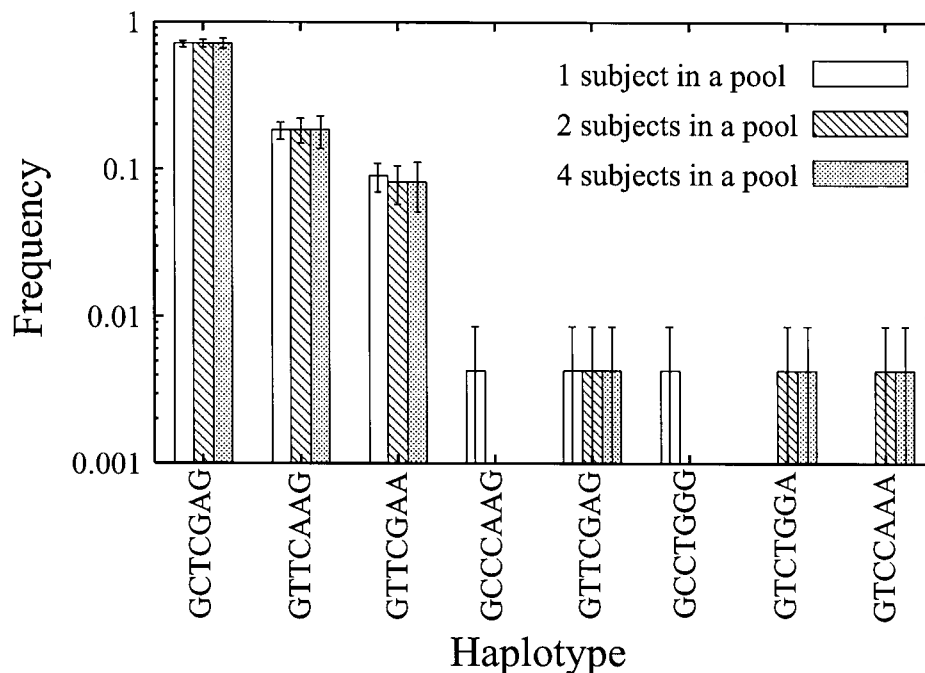 1
0.1
0.01
0.001
Frequency
1 subject in a pool
2 subjects in a pool
4 subjects in a pool
GCTCGAG
GTTCAAG
GTTCGAA
GCCCAAG
GTTCGAG
GCCTGGG
GTCTGGA
GTCCAAA
Haplotype